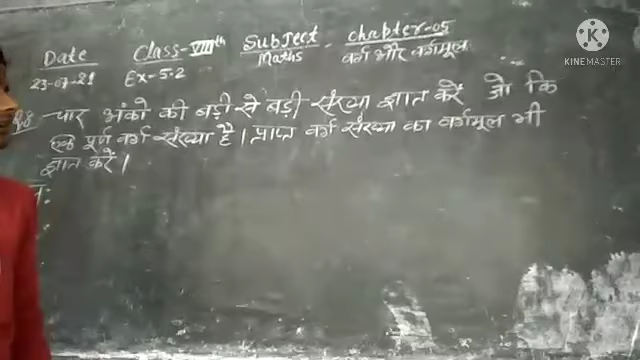 Date Class-VIIIth Subject - chapter-05
23-07-21 Ex-5.2 Maths वर्ग और वर्गमूल
Q8- चार अंको की बड़ी से बड़ी संख्या ज्ञात करें जो कि
एक पूर्ण वर्ग संख्या है। प्राप्त वर्ग संख्या का वर्गमूल भी
ज्ञात करें।
KINEMASTER